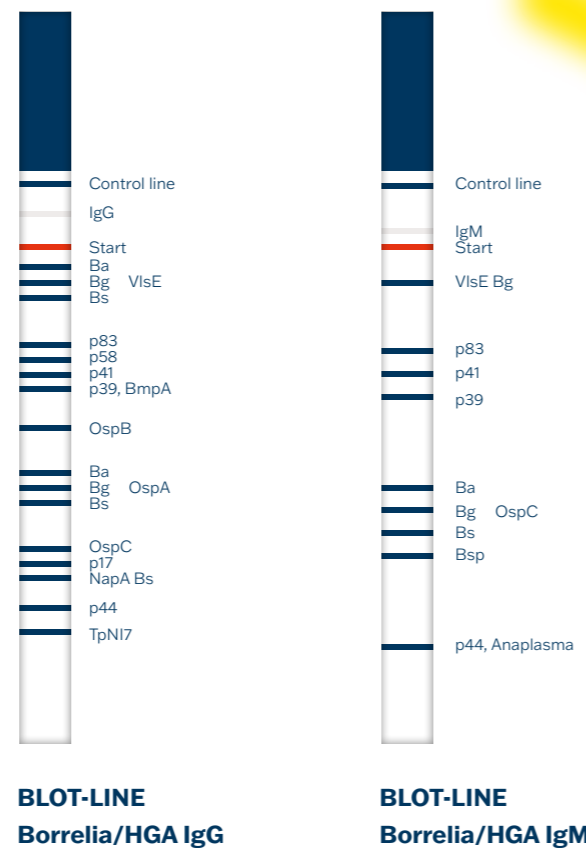 Control line
IgG
Start
Ba
Bg VlsE
Bs
p83
p58
p41
p39, BmpA
OspB
Ba
Bg OspA
Bs
OspC
p17
NapA Bs
p44
TpNI7
BLOT-LINE
Borrelia/HGA IgG
Control line
IgM
Start
VlsE Bg
p83
p41
p39
Ba
Bg OspC
Bs
Bsp
p44, Anaplasma
BLOT-LINE
Borrelia/HGA IgM